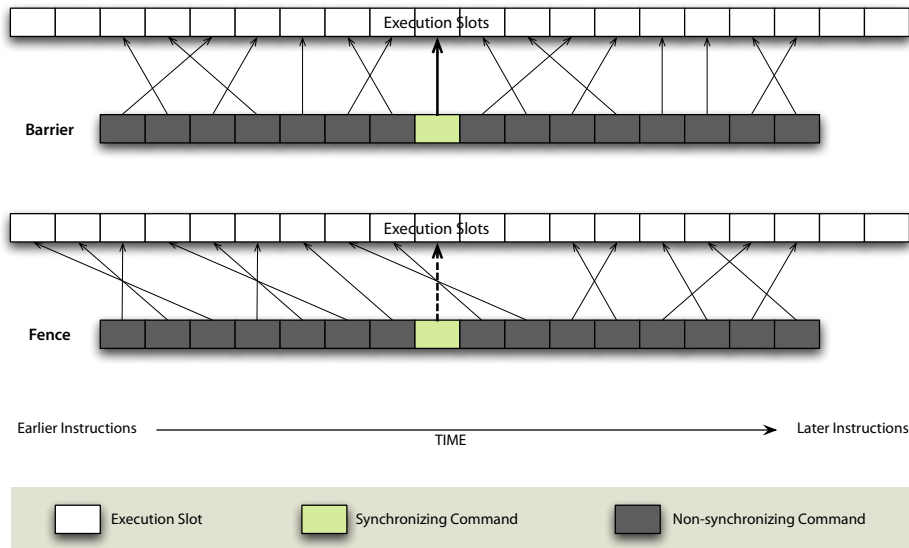 Execution Slots
Barrier
Execution Slots
Fence
Earlier Instructions
TIME
Later Instructions
Execution Slot
Synchronizing Command
Non-synchronizing Command